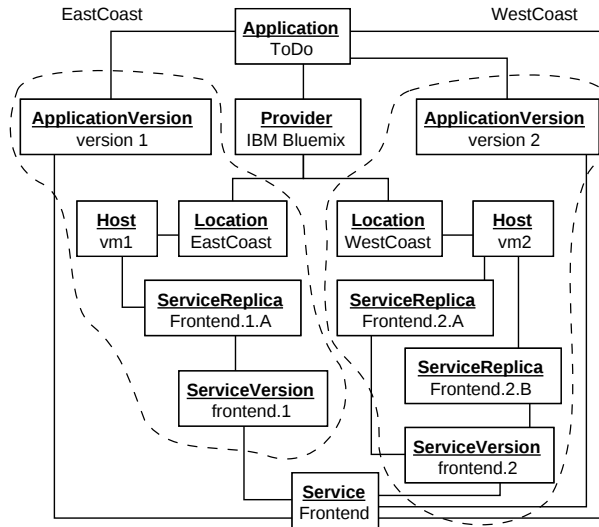 EastCoast
WestCoast
Application
ToDo
ApplicationVersion
version 1
Provider
IBM Bluemix
ApplicationVersion
version 2
Host
vm1
Location
EastCoast
Location
WestCoast
Host
vm2
ServiceReplica
Frontend.1.A
ServiceReplica
Frontend.2.A
ServiceReplica
Frontend.2.B
ServiceVersion
frontend.1
ServiceVersion
frontend.2
Service
Frontend